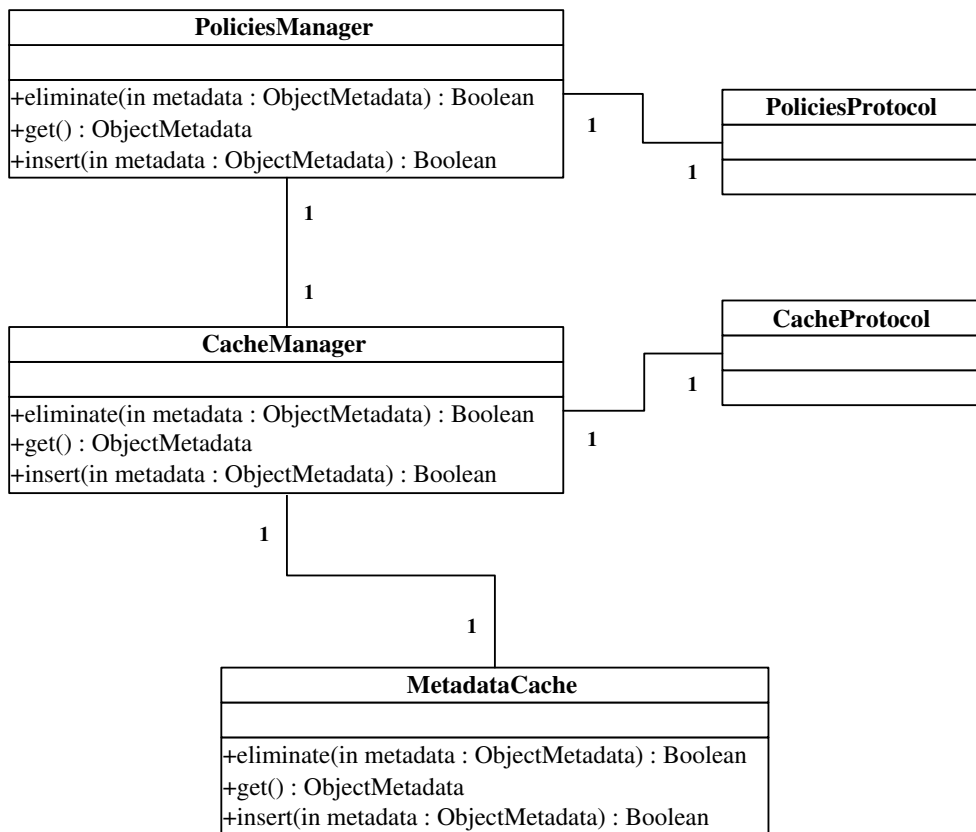 PoliciesManager
+eliminate(in metadata : ObjectMetadata) : Boolean
+get() : ObjectMetadata
+insert(in metadata : ObjectMetadata) : Boolean
1
PoliciesProtocol
1
1
1
CacheManager
+eliminate(in metadata : ObjectMetadata) : Boolean
+get() : ObjectMetadata
+insert(in metadata : ObjectMetadata) : Boolean
CacheProtocol
1
1
1
1
MetadataCache
+eliminate(in metadata : ObjectMetadata) : Boolean
+get() : ObjectMetadata
+insert(in metadata : ObjectMetadata) : Boolean